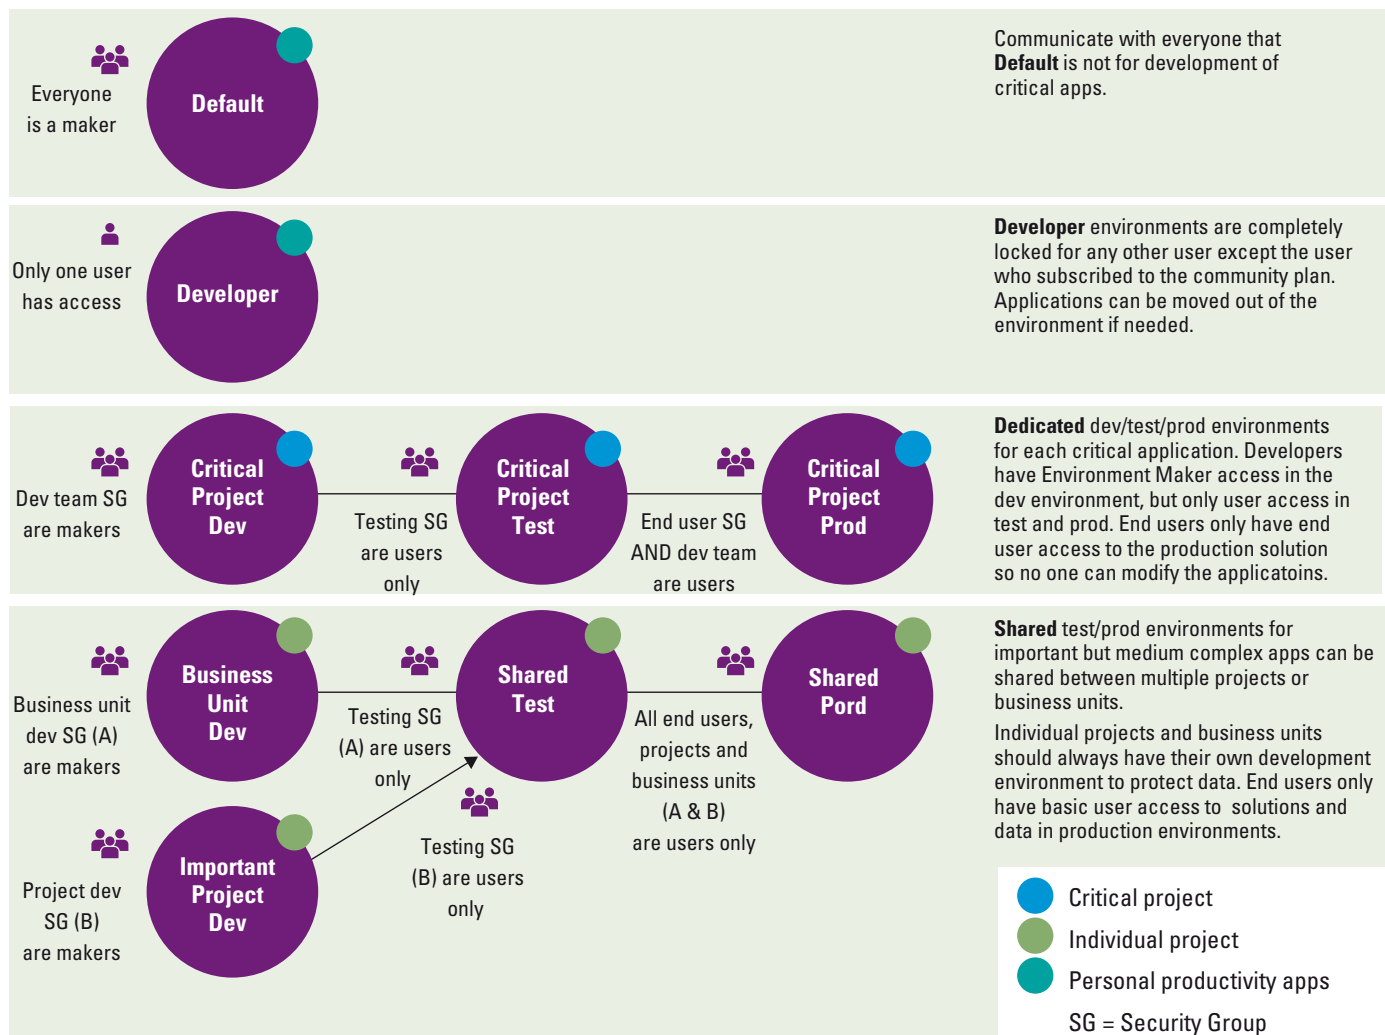 Everyone
is a maker
Default
Communicate with everyone that
Default is not for development of
critical apps.
Only one user
has access
Developer
Developer environments are completely
locked for any other user except the user
who subscribed to the community plan.
Applications can be moved out of the
environment if needed.
Dev team SG
are makers
Critical
Project
Dev
Testing SG
are users
only
Critical
Project
Test
End user SG
AND dev team
are users
Critical
Project
Prod
Dedicated dev/test/prod environments
for each critical application. Developers
have Environment Maker access in the
dev environment, but only user access in
test and prod. End users only have end
user access to the production solution
so no one can modify the applicatoins.
Business unit
dev SG (A)
are makers
Business
Unit
Dev
Testing SG
(A) are users
only
Shared
Test
All end users,
projects and
business units
(A & B)
are users only
Shared
Pord
Project dev
SG (B)
are makers
Important
Project
Dev
Testing SG
(B) are users
only
Shared test/prod environments for
important but medium complex apps can be
shared between multiple projects or
business units.
Individual projects and business units
should always have their own development
environment to protect data. End users only
have basic user access to solutions and
data in production environments.
Critical project
Individual project
Personal productivity apps
SG = Security Group